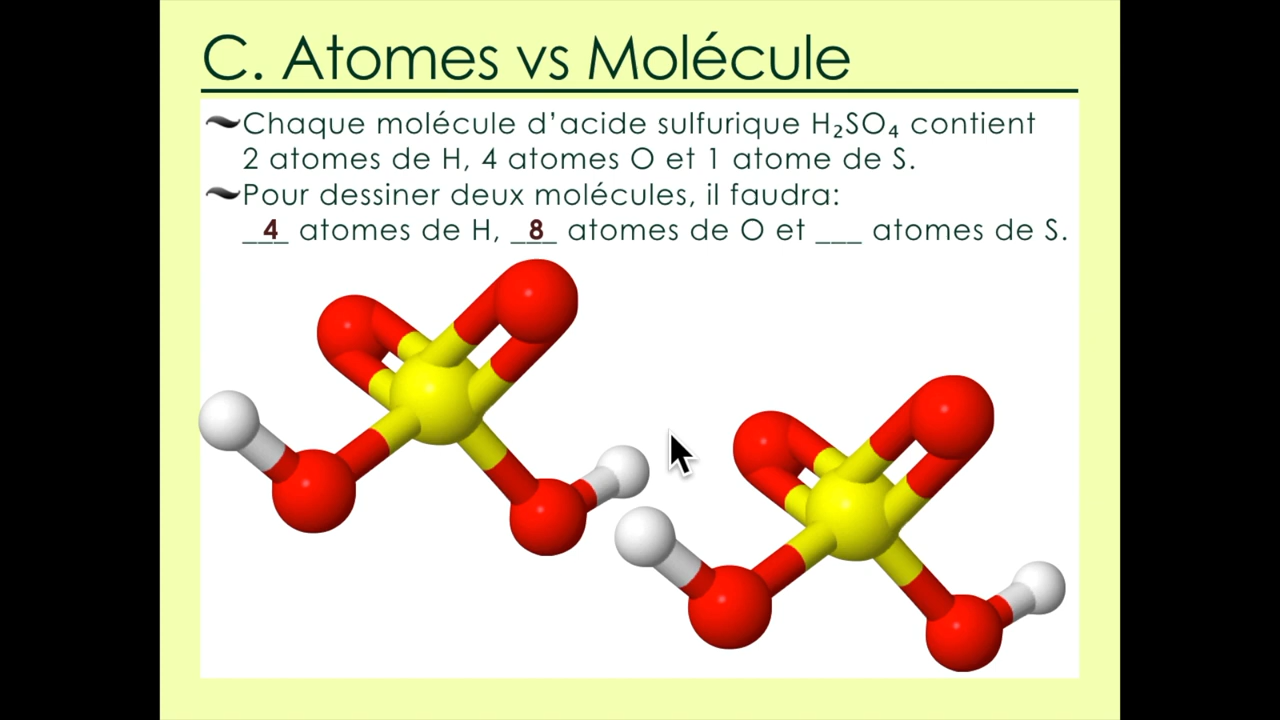 C. Atomes vs Molécule
Chaque molécule d’acide sulfurique H₂SO₄ contient
2 atomes de H, 4 atomes O et 1 atome de S.
Pour dessiner deux molécules, il faudra:
_4_ atomes de H, _8_ atomes de O et ___ atomes de S.